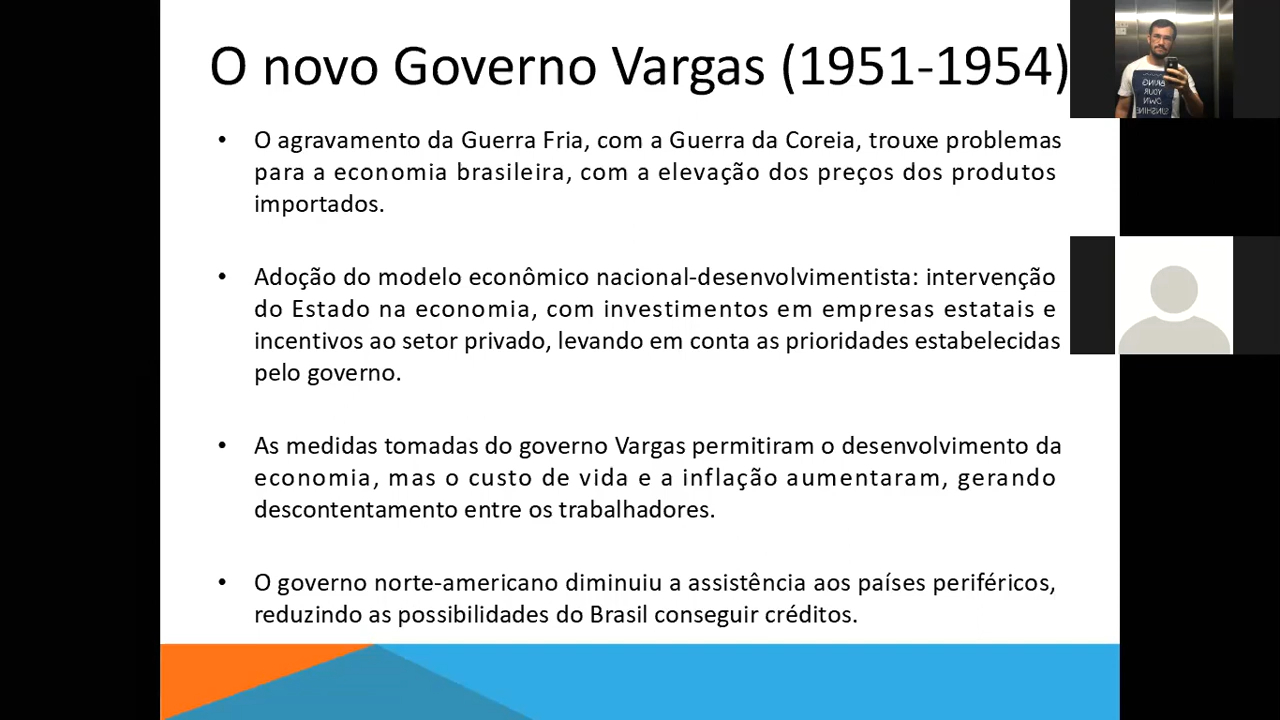 O novo Governo Vargas (1951-1954)
• O agravamento da Guerra Fria, com a Guerra da Coreia, trouxe problemas
para a economia brasileira, com a elevação dos preços dos produtos
importados.
• Adoção do modelo econômico nacional-desenvolvimentista: intervenção
do Estado na economia, com investimentos em empresas estatais e
incentivos ao setor privado, levando em conta as prioridades estabelecidas
pelo governo.
• As medidas tomadas do governo Vargas permitiram o desenvolvimento da
economia, mas o custo de vida e a inflação aumentaram, gerando
descontentamento entre os trabalhadores.
• O governo norte-americano diminuiu a assistência aos países periféricos,
reduzindo as possibilidades do Brasil conseguir créditos.
BRING
YOUR
OWN
SUNSHINE